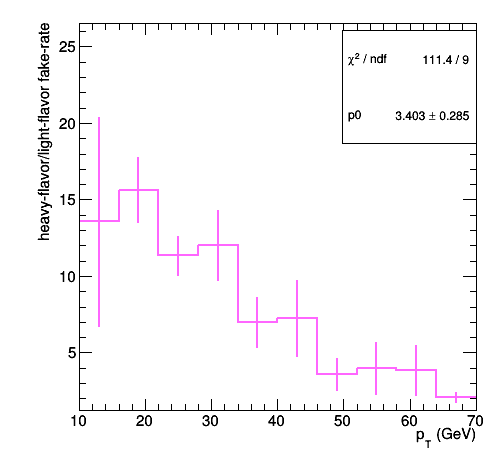 heavy-flavor/light-flavor fake-rate
χ² / ndf 111.4 / 9
p0 3.403 ± 0.285
25
20
15
10
5
10 20 30 40 50 60 70
p_T (GeV)